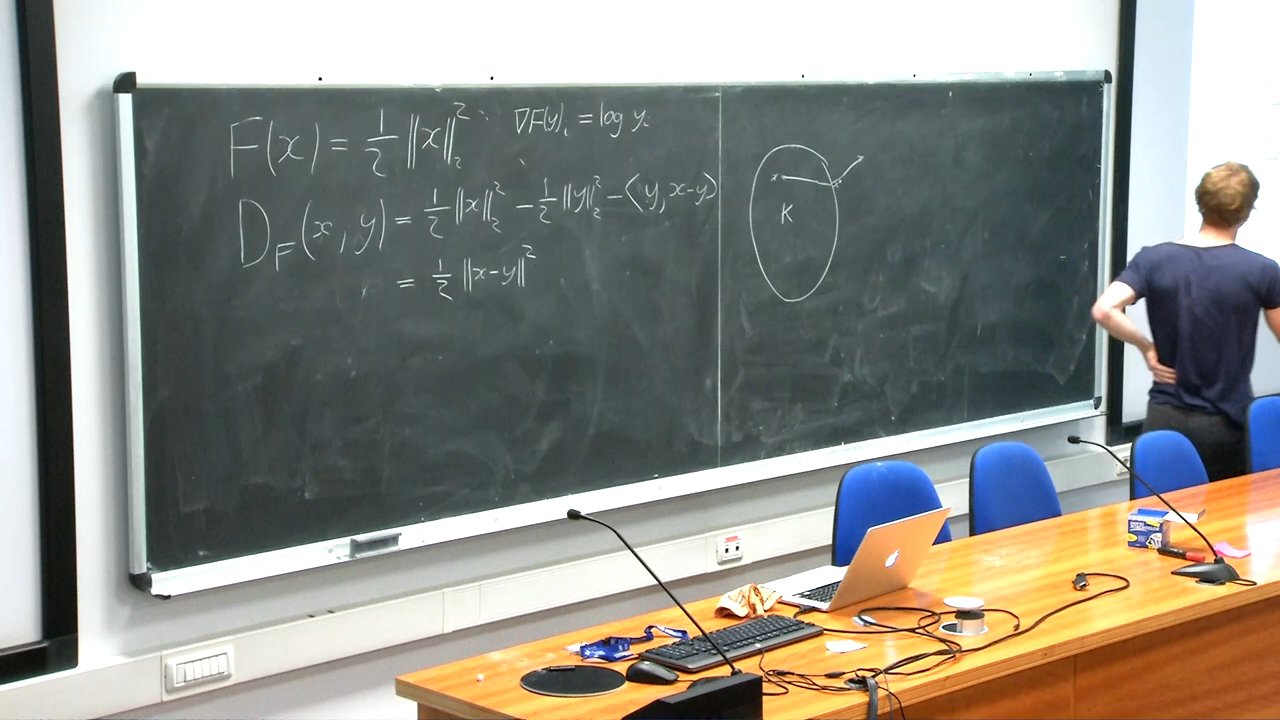 F(x) = 1/2 ‖x‖₂² : ∇F(y)ᵢ = log yᵢ
D_F(x, y) = 1/2 ‖x‖₂² − 1/2 ‖y‖₂² − ⟨y, x−y⟩
= 1/2 ‖x−y‖²
x
K